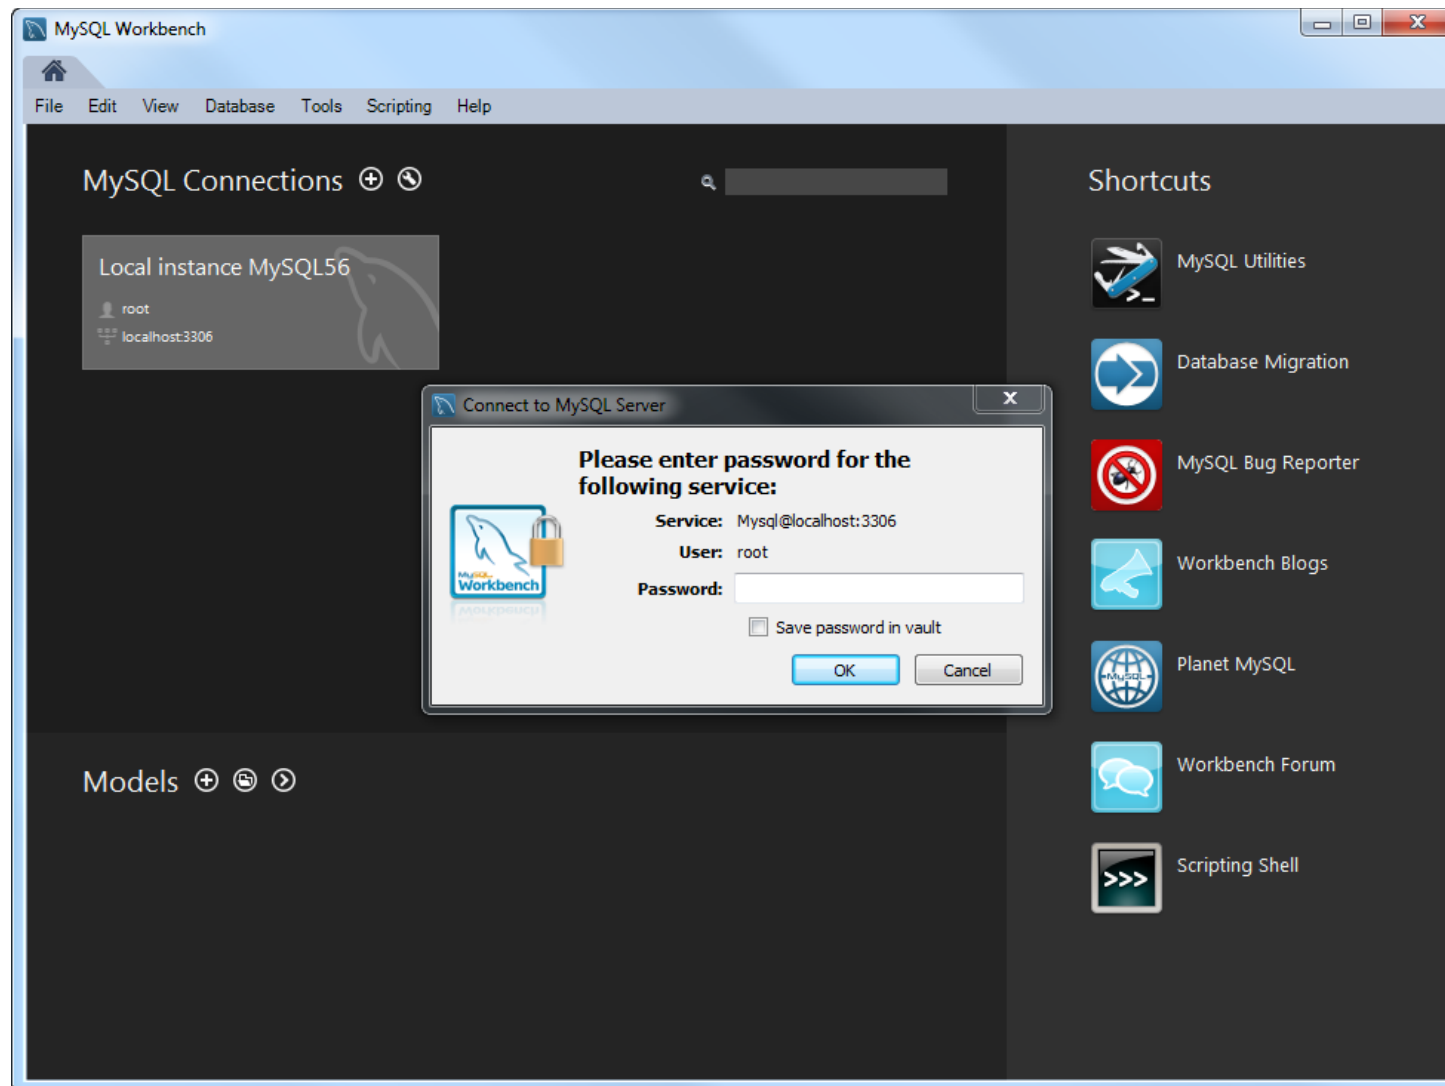 MySQL Workbench
File Edit View Database Tools Scripting Help
MySQL Connections
Local instance MySQL56
root
localhost:3306
Shortcuts
MySQL Utilities
Database Migration
MySQL Bug Reporter
Workbench Blogs
MySQL
Planet MySQL
Workbench Forum
>>>
Scripting Shell
Connect to MySQL Server
Please enter password for the
following service:
MySQL
Workbench
Service: Mysql@localhost:3306
User: root
Password:
Save password in vault
OK Cancel
Models